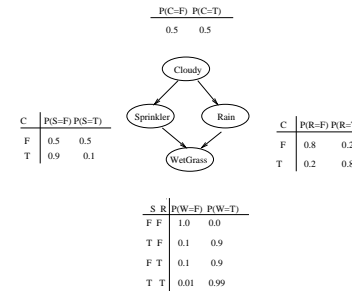 P(C=F) P(C=T)
0.5 0.5
Cloudy
Sprinkler
Rain
WetGrass
C P(S=F) P(S=T)
F 0.5 0.5
T 0.9 0.1
C P(R=F)
F 0.8 0.2
T 0.2 0.8
S R P(W=F) P(W=T)
F F 1.0 0.0
T F 0.1 0.9
F T 0.1 0.9
T T 0.01 0.99